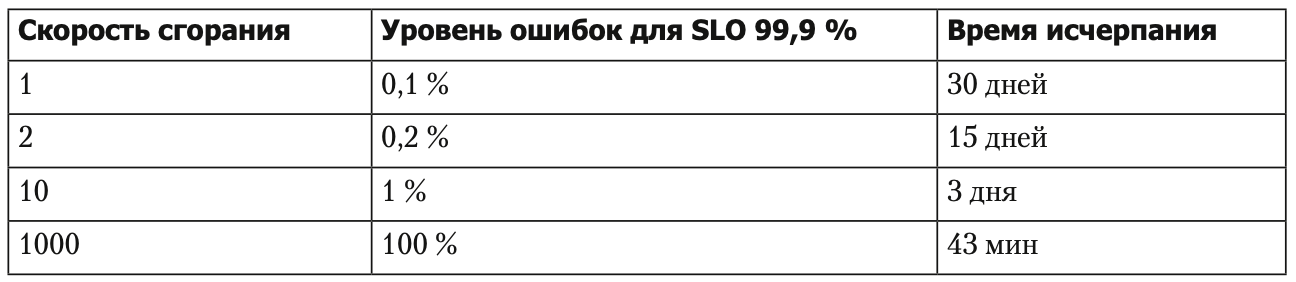 Скорость сгорания Уровень ошибок для SLO 99,9 % Время исчерпания
1 0,1 % 30 дней
2 0,2 % 15 дней
10 1 % 3 дня
1000 100 % 43 мин